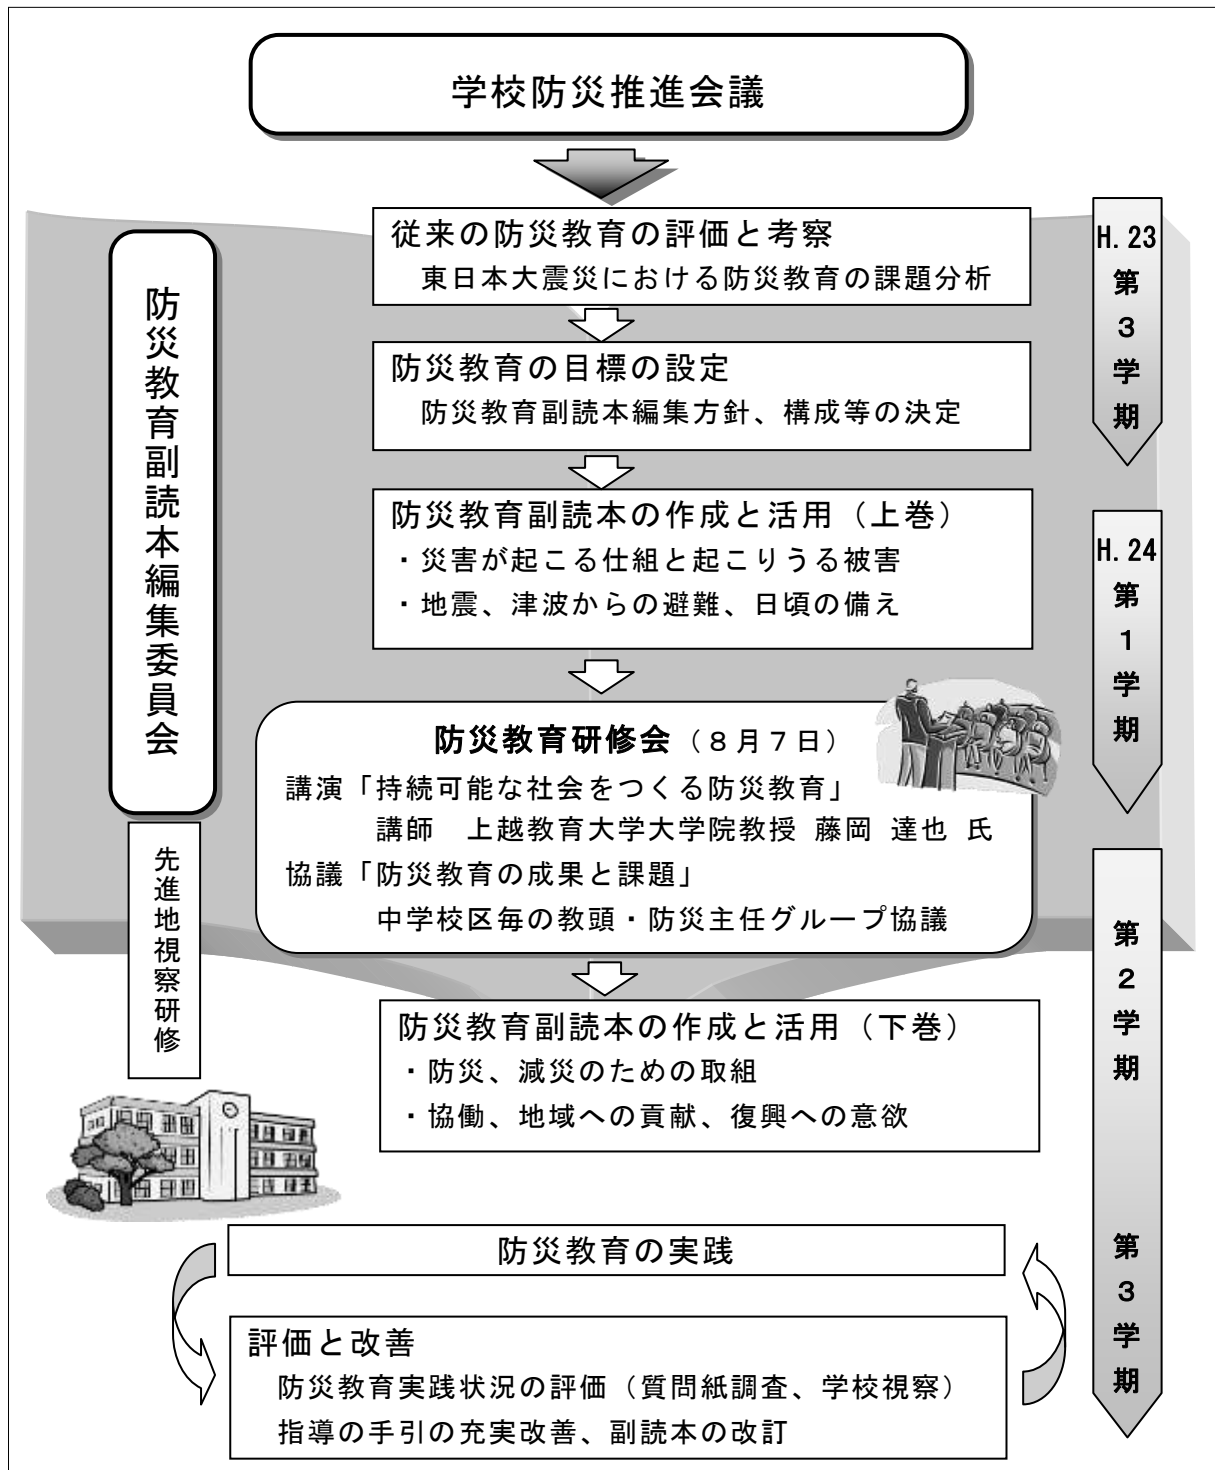 学校防災推進会議
従来の防災教育の評価と考察
東日本大震災における防災教育の課題分析
防災教育の目標の設定
防災教育副読本編集方針、構成等の決定
防災教育副読本の作成と活用（上巻）
・災害が起こる仕組と起こりうる被害
・地震、津波からの避難、日頃の備え
防災教育研修会（８月７日）
講演「持続可能な社会をつくる防災教育」
講師　上越教育大学大学院教授 藤岡 達也 氏
協議「防災教育の成果と課題」
中学校区毎の教頭・防災主任グループ協議
防災教育副読本の作成と活用（下巻）
・防災、減災のための取組
・協働、地域への貢献、復興への意欲
防災教育の実践
評価と改善
防災教育実践状況の評価（質問紙調査、学校視察）
指導の手引の充実改善、副読本の改訂
防災教育副読本編集委員会
先進地視察研修
H.23
第３学期
H.24
第１学期
第２学期
第３学期